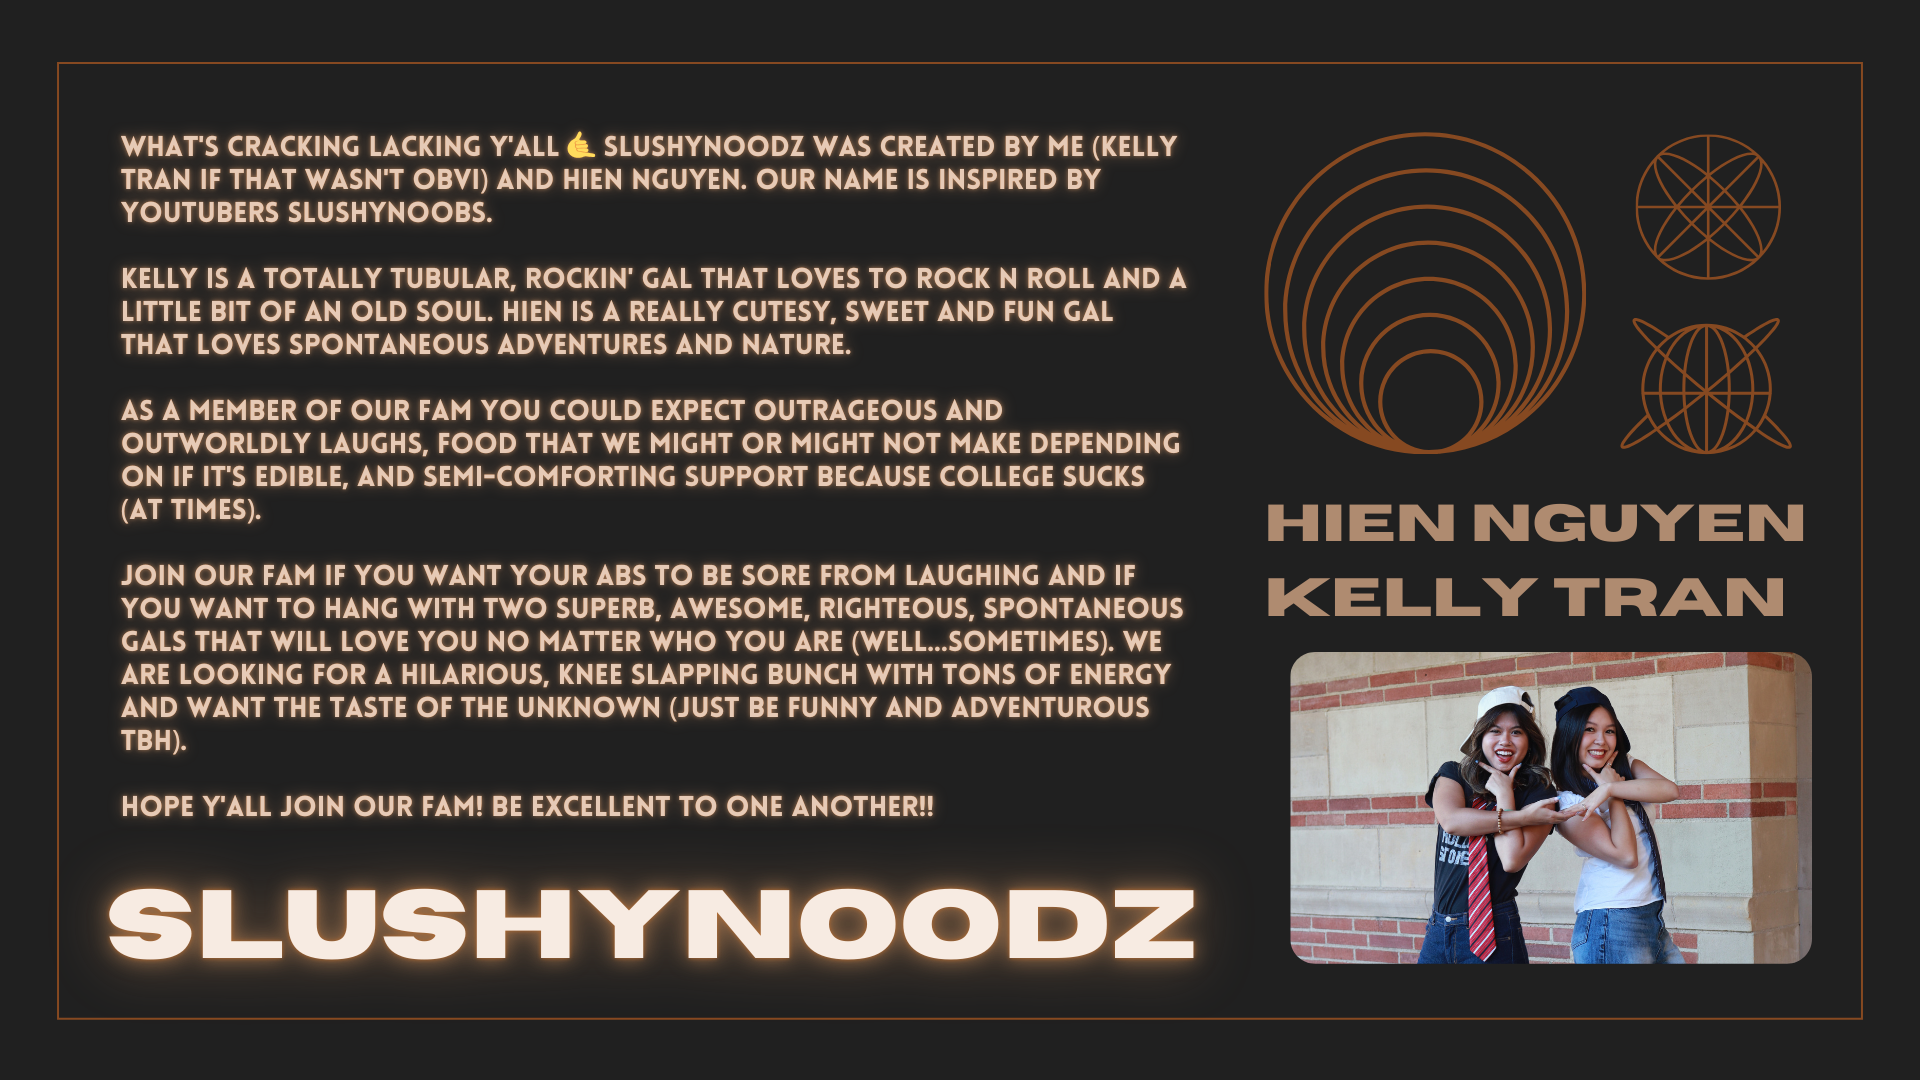 WHAT'S CRACKING LACKING Y'ALL 🤙 SLUSHYNOODZ WAS CREATED BY ME (KELLY
TRAN IF THAT WASN'T OBVI) AND HIEN NGUYEN. OUR NAME IS INSPIRED BY
YOUTUBERS SLUSHYNOOBS.
KELLY IS A TOTALLY TUBULAR, ROCKIN' GAL THAT LOVES TO ROCK N ROLL AND A
LITTLE BIT OF AN OLD SOUL. HIEN IS A REALLY CUTESY, SWEET AND FUN GAL
THAT LOVES SPONTANEOUS ADVENTURES AND NATURE.
AS A MEMBER OF OUR FAM YOU COULD EXPECT OUTRAGEOUS AND
OUTWORLDLY LAUGHS, FOOD THAT WE MIGHT OR MIGHT NOT MAKE DEPENDING
ON IF IT'S EDIBLE, AND SEMI-COMFORTING SUPPORT BECAUSE COLLEGE SUCKS
(AT TIMES).
JOIN OUR FAM IF YOU WANT YOUR ABS TO BE SORE FROM LAUGHING AND IF
YOU WANT TO HANG WITH TWO SUPERB, AWESOME, RIGHTEOUS, SPONTANEOUS
GALS THAT WILL LOVE YOU NO MATTER WHO YOU ARE (WELL...SOMETIMES). WE
ARE LOOKING FOR A HILARIOUS, KNEE SLAPPING BUNCH WITH TONS OF ENERGY
AND WANT THE TASTE OF THE UNKNOWN (JUST BE FUNNY AND ADVENTUROUS
TBH).
HOPE Y'ALL JOIN OUR FAM! BE EXCELLENT TO ONE ANOTHER!!
SLUSHYNOODZ
HIEN NGUYEN
KELLY TRAN